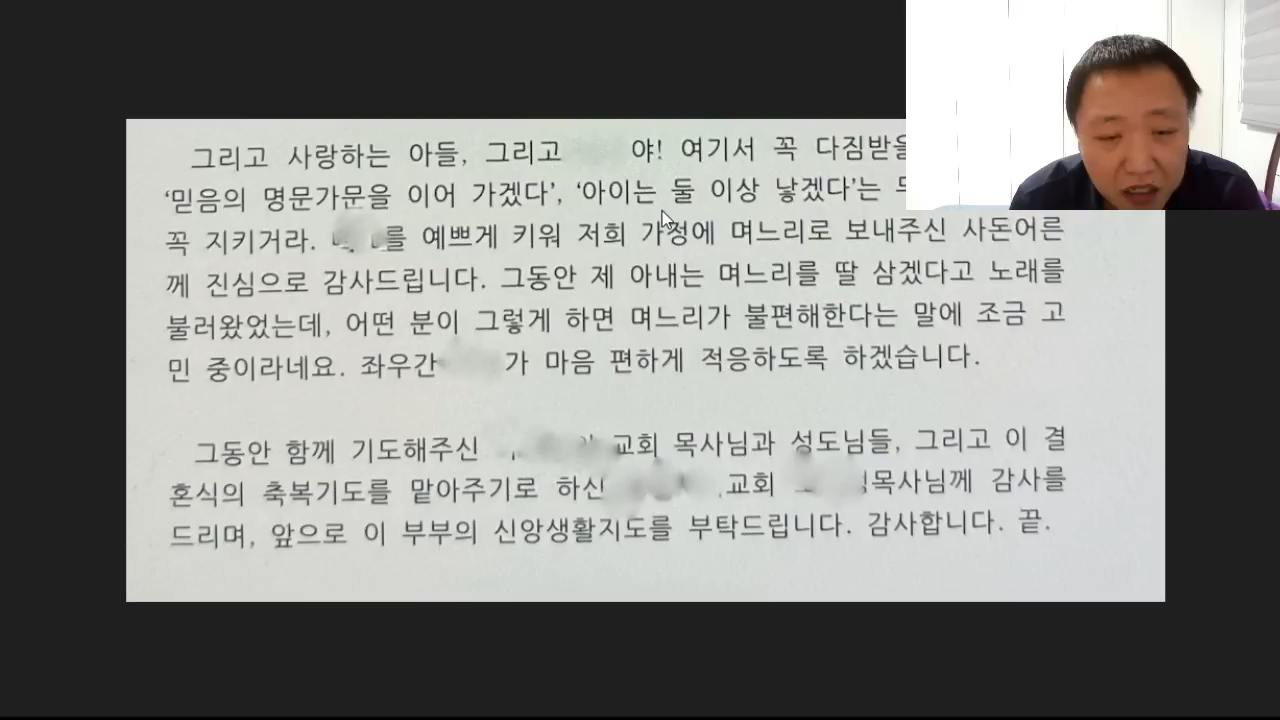 그리고 사랑하는 아들, 그리고 야! 여기서 꼭 다짐받을
‘믿음의 명문가문을 이어 가겠다’, ‘아이는 둘 이상 낳겠다’는
꼭 지키거라. 를 예쁘게 키워 저희 가정에 며느리로 보내주신 사돈어른
께 진심으로 감사드립니다. 그동안 제 아내는 며느리를 딸 삼겠다고 노래를
불러왔었는데, 어떤 분이 그렇게 하면 며느리가 불편해한다는 말에 조금 고
민 중이라네요. 좌우간 가 마음 편하게 적응하도록 하겠습니다.
그동안 함께 기도해주신 교회 목사님과 성도님들, 그리고 이 결
혼식의 축복기도를 맡아주기로 하신 교회 목사님께 감사를
드리며, 앞으로 이 부부의 신앙생활지도를 부탁드립니다. 감사합니다. 끝.